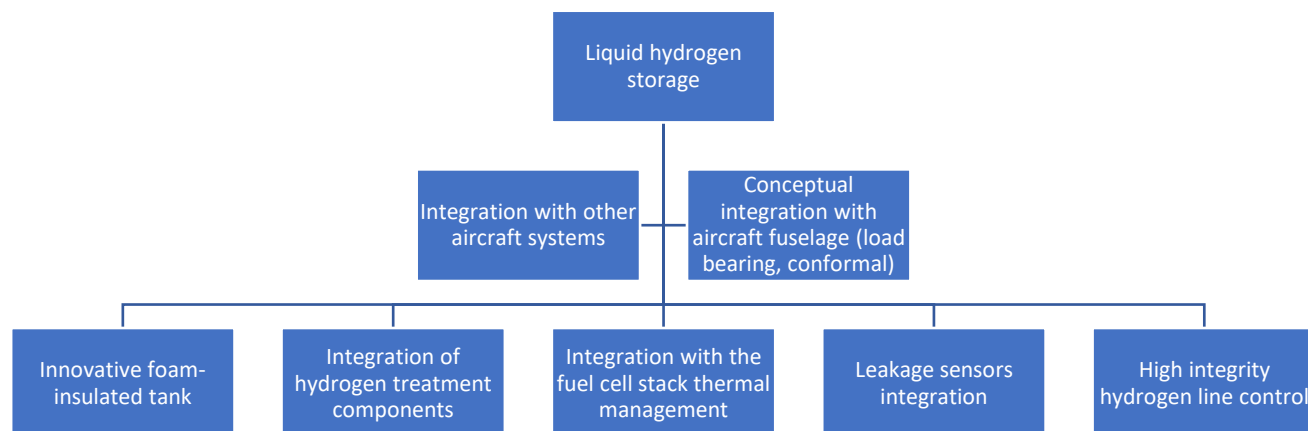 Liquid hydrogen
storage
Integration with other
aircraft systems
Conceptual
integration with
aircraft fuselage (load
bearing, conformal)
Innovative foam-
insulated tank
Integration of
hydrogen treatment
components
Integration with the
fuel cell stack thermal
management
Leakage sensors
integration
High integrity
hydrogen line control